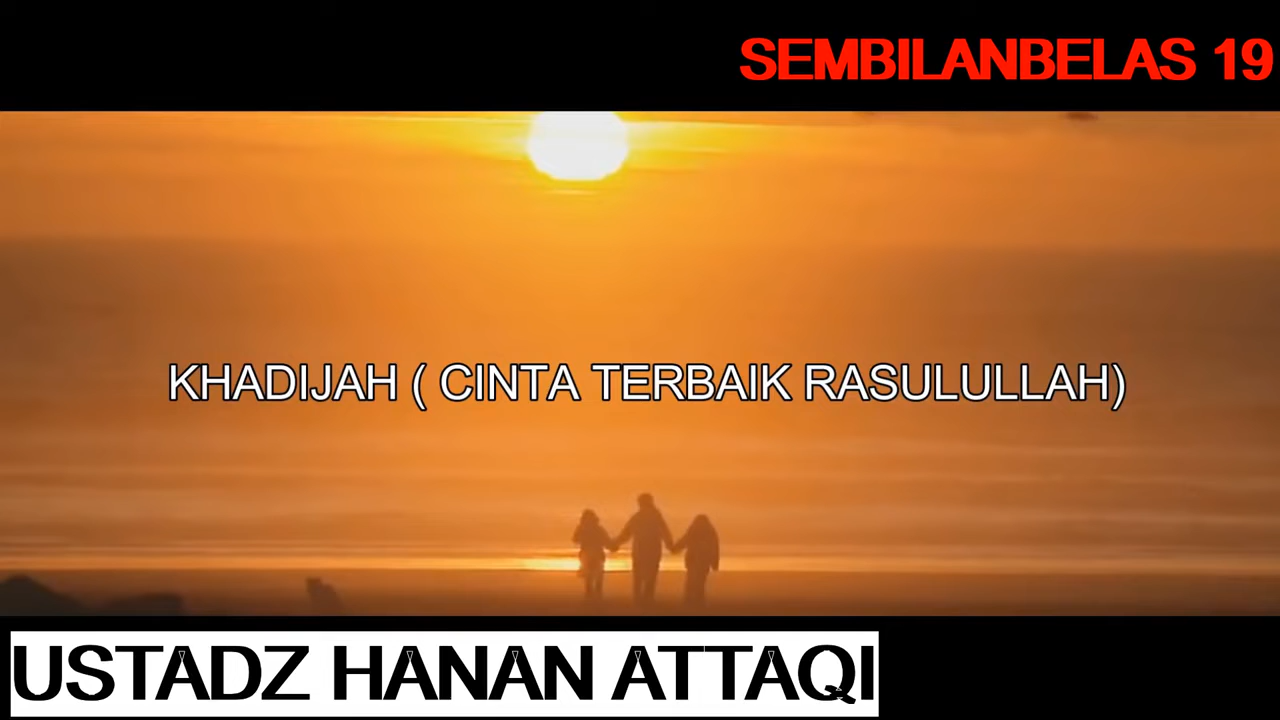 SEMBILANBELAS 19
KHADIJAH ( CINTA TERBAIK RASULULLAH)
USTADZ HANAN ATTAQI